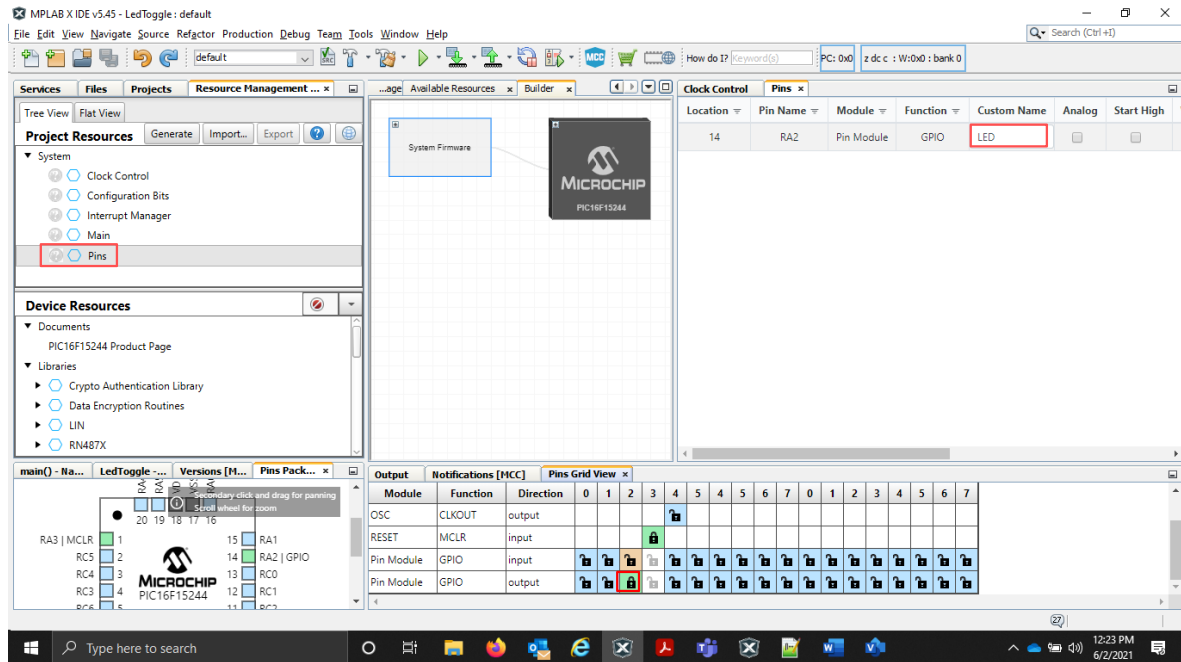 MPLAB X IDE v5.45 - LedToggle : default
File Edit View Navigate Source Refactor Production Debug Team Tools Window Help
Search (Ctrl+I)
default
MCC
How do I? Keyword(s)
PC: 0x0
z dc c : W:0x0 : bank 0
Services Files Projects Resource Management ... x
Tree View Flat View
Project Resources Generate Import... Export
System
Clock Control
Configuration Bits
Interrupt Manager
Main
Pins
Device Resources
Documents
PIC16F15244 Product Page
Libraries
Crypto Authentication Library
Data Encryption Routines
LIN
RN487X
...age Available Resources x Builder x
System Firmware
MICROCHIP
PIC16F15244
Clock Control Pins x
Location Pin Name Module Function Custom Name Analog Start High
14 RA2 Pin Module GPIO LED
main() - Na... LedToggle -... Versions [M... Pins Pack... x
Secondary click and drag for panning
Scroll wheel for zoom
20 19 18 17 16
RA3 | MCLR 1 15 RA1
RC5 2 14 RA2 | GPIO
RC4 3 13 RC0
RC3 4 12 RC1
RC6 5 11 RC2
MICROCHIP
PIC16F15244
Output Notifications [MCC] Pins Grid View x
Module Function Direction 0 1 2 3 4 5 4 5 6 7 0 1 2 3 4 5 6 7
OSC CLKOUT output
RESET MCLR input
Pin Module GPIO input
Pin Module GPIO output
27
Type here to search
12:23 PM
6/2/2021